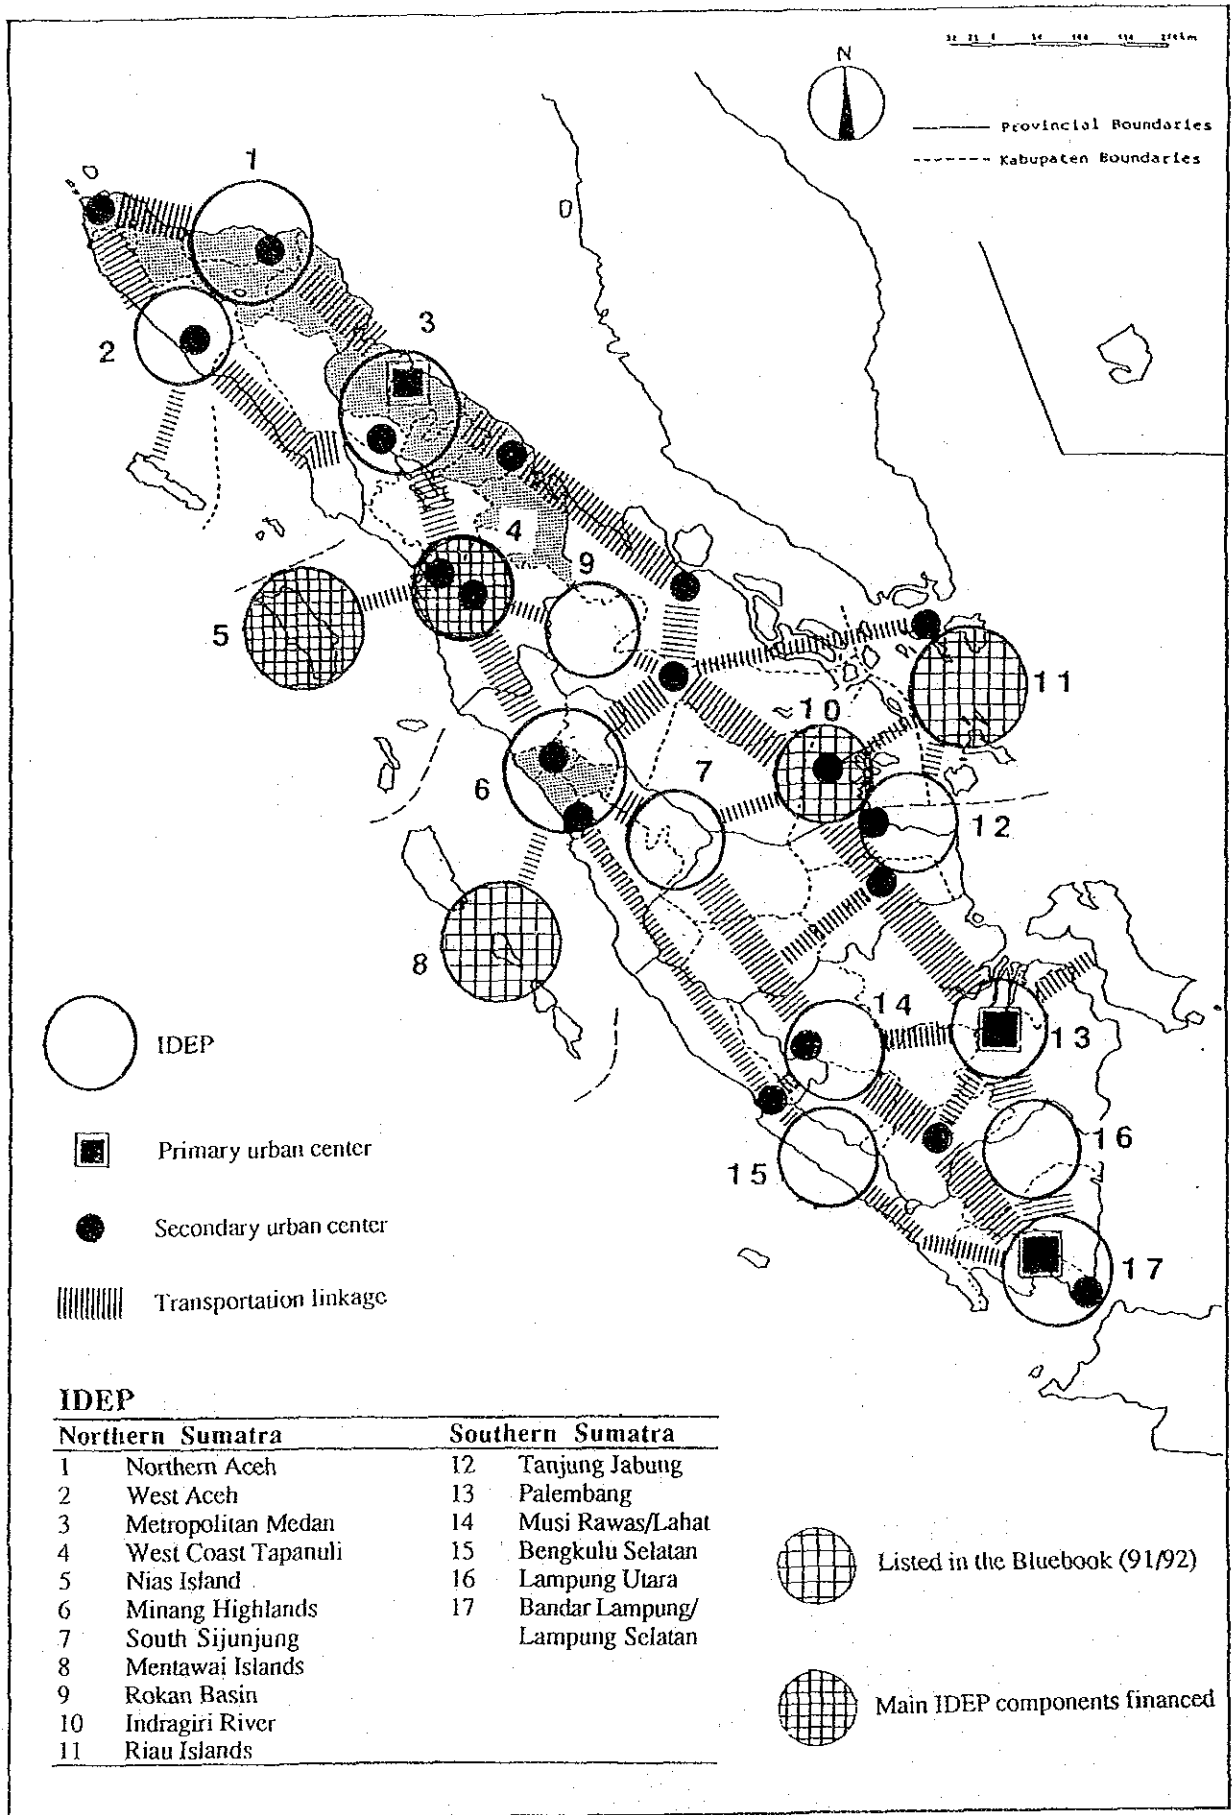 N
Provincial Boundaries
Kabupaten Boundaries
1
2
3
4
5
9
10
11
6
7
12
8
14
13
15
16
17
IDEP
Primary urban center
Secondary urban center
Transportation linkage
IDEP
Northern Sumatra Southern Sumatra
1 Northern Aceh 12 Tanjung Jabung
2 West Aceh 13 Palembang
3 Metropolitan Medan 14 Musi Rawas/Lahat
4 West Coast Tapanuli 15 Bengkulu Selatan
5 Nias Island 16 Lampung Utara
6 Minang Highlands 17 Bandar Lampung/
7 South Sijunjung Lampung Selatan
8 Mentawai Islands
9 Rokan Basin
10 Indragiri River
11 Riau Islands
Listed in the Bluebook (91/92)
Main IDEP components financed